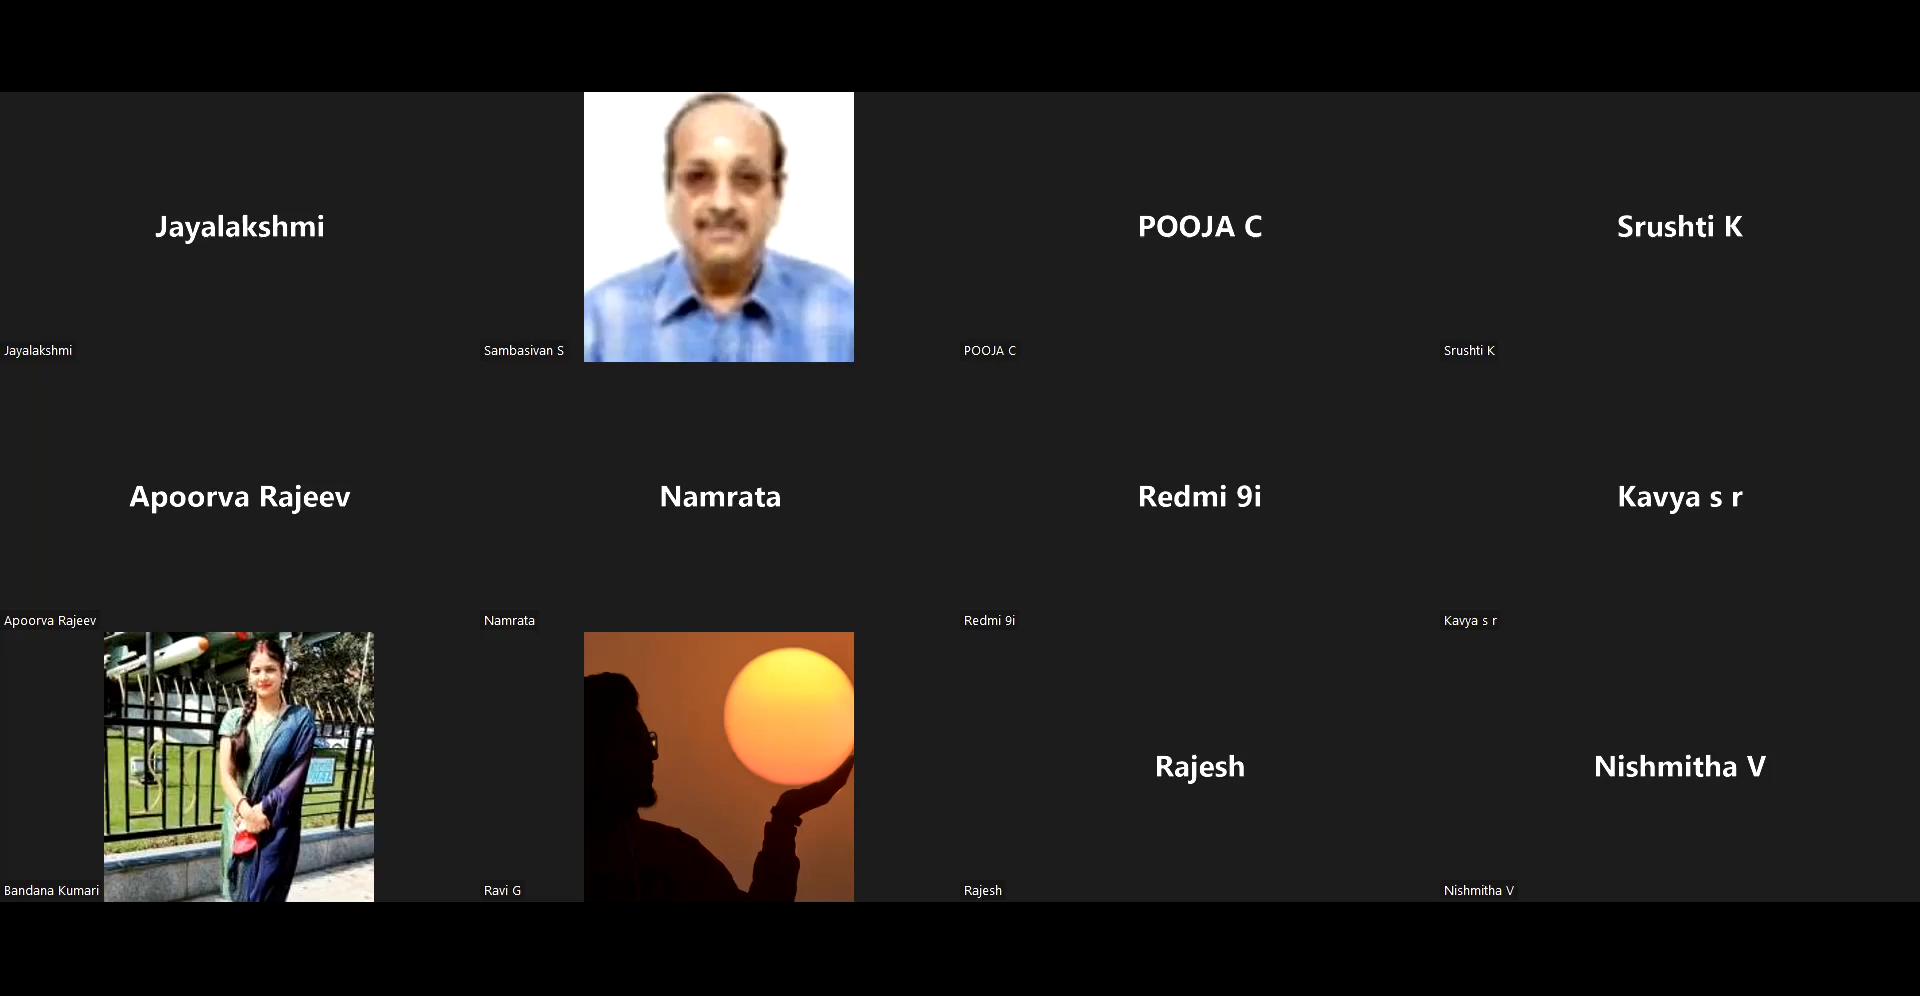 Jayalakshmi
POOJA C
Srushti K
Jayalakshmi
Sambasivan S
POOJA C
Srushti K
Apoorva Rajeev
Namrata
Redmi 9i
Kavya s r
Apoorva Rajeev
Namrata
Redmi 9i
Kavya s r
Rajesh
Nishmitha V
Bandana Kumari
Ravi G
Rajesh
Nishmitha V